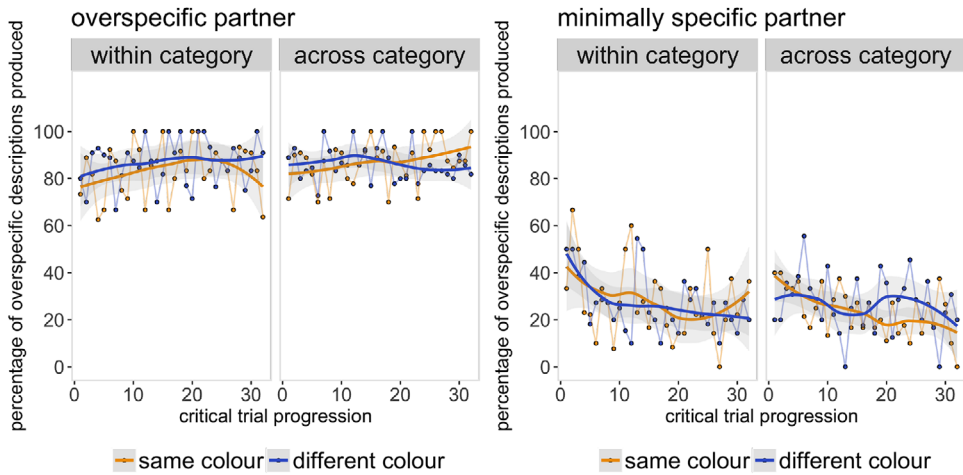 overspecific partner
within category
across category
percentage of overspecific descriptions produced
100
80
60
40
20
0
0 10 20 30
0 10 20 30
critical trial progression
same colour
different colour
minimally specific partner
within category
across category
percentage of overspecific descriptions produced
100
80
60
40
20
0
0 10 20 30
0 10 20 30
critical trial progression
same colour
different colour